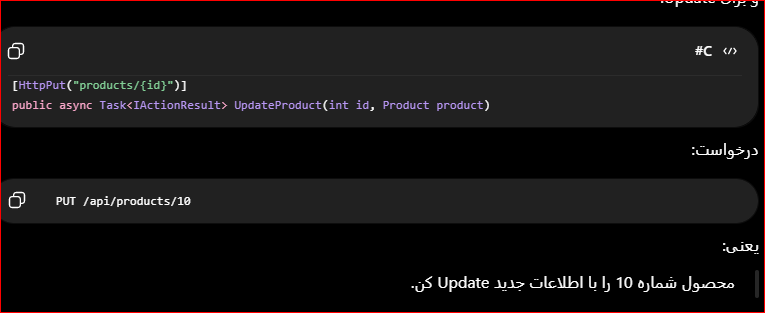 و برای Update:
C#
[HttpPut("products/{id}")]
public async Task<IActionResult> UpdateProduct(int id, Product product)
درخواست:
PUT /api/products/10
یعنی:
محصول شماره 10 را با اطلاعات جدید Update کن.